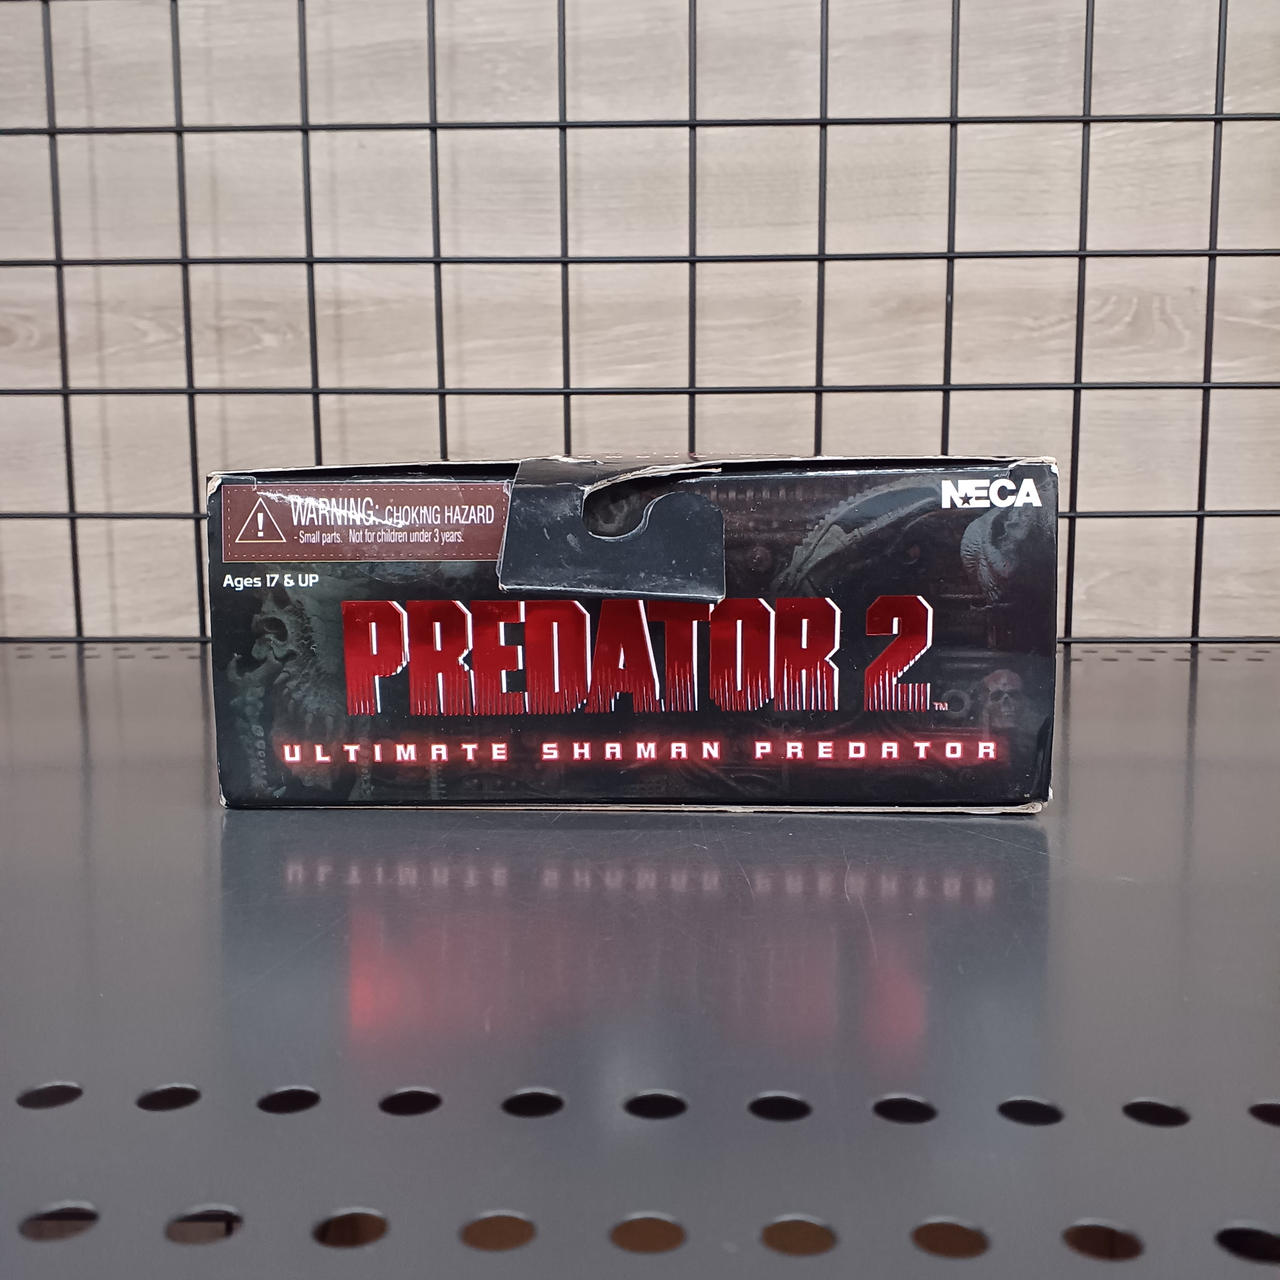 WARNING: CHOKING HAZARD
- Small parts. Not for children under 3 years.
NECA
Ages 17 & UP
PREDATOR 2 ™
ULTIMATE SHAMAN PREDATOR